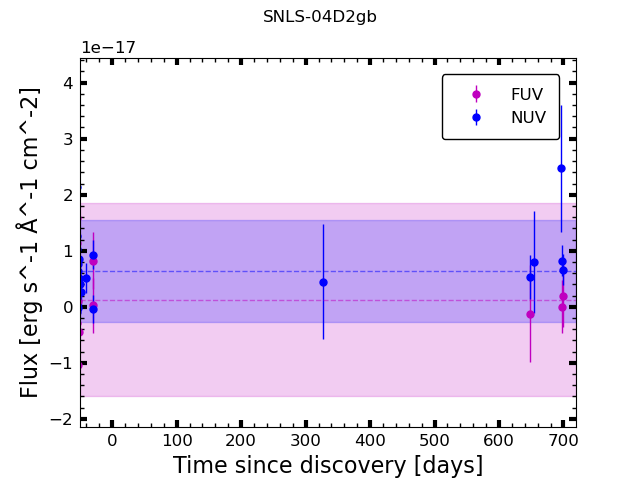 SNLS-04D2gb
1e−17
FUV
NUV
4
3
2
1
0
−1
−2
Flux [erg s^-1 Å^-1 cm^-2]
0 100 200 300 400 500 600 700
Time since discovery [days]